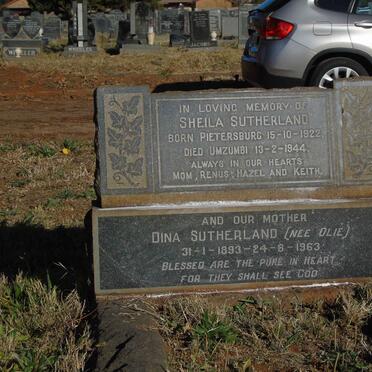 IN LOVING MEMORY OF
SHEILA SUTHERLAND
BORN PIETERSBURG 15-10-1922
DIED UMZUMBI 13-2-1944.
ALWAYS IN OUR HEARTS
MOM, RENUS, HAZEL AND KEITH.
AND OUR MOTHER
DINA SUTHERLAND (NEE OLIE)
31-1-1893-24-8-1963.
BLESSED ARE THE PURE IN HEART
FOR THEY SHALL SEE GOD